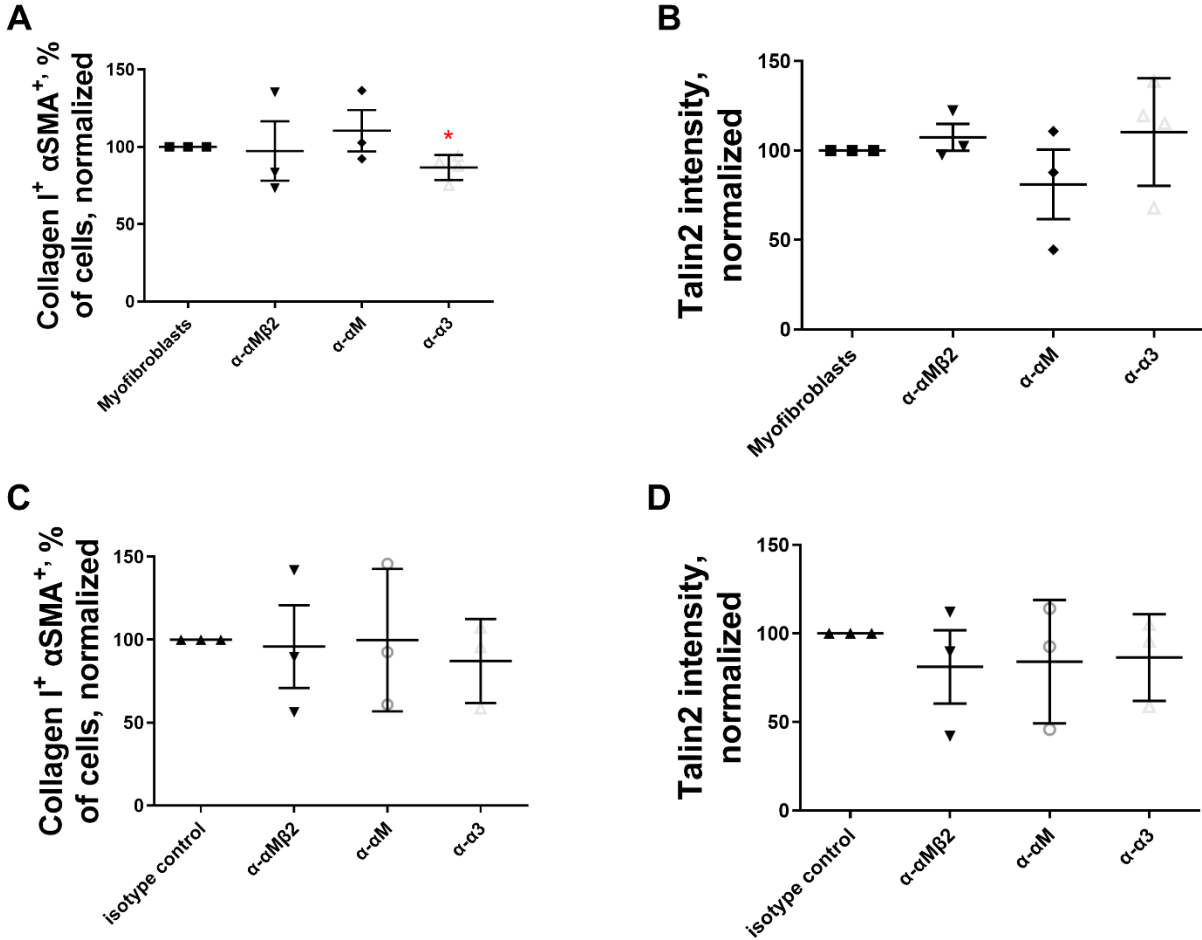 A
Collagen I⁺ αSMA⁺, %
of cells, normalized
150
100
50
0
*
Myofibroblasts
α-αMβ2
α-αM
α-α3
B
Talin2 intensity,
normalized
150
100
50
0
Myofibroblasts
α-αMβ2
α-αM
α-α3
C
Collagen I⁺ αSMA⁺, %
of cells, normalized
150
100
50
0
isotype control
α-αMβ2
α-αM
α-α3
D
Talin2 intensity,
normalized
150
100
50
0
isotype control
α-αMβ2
α-αM
α-α3